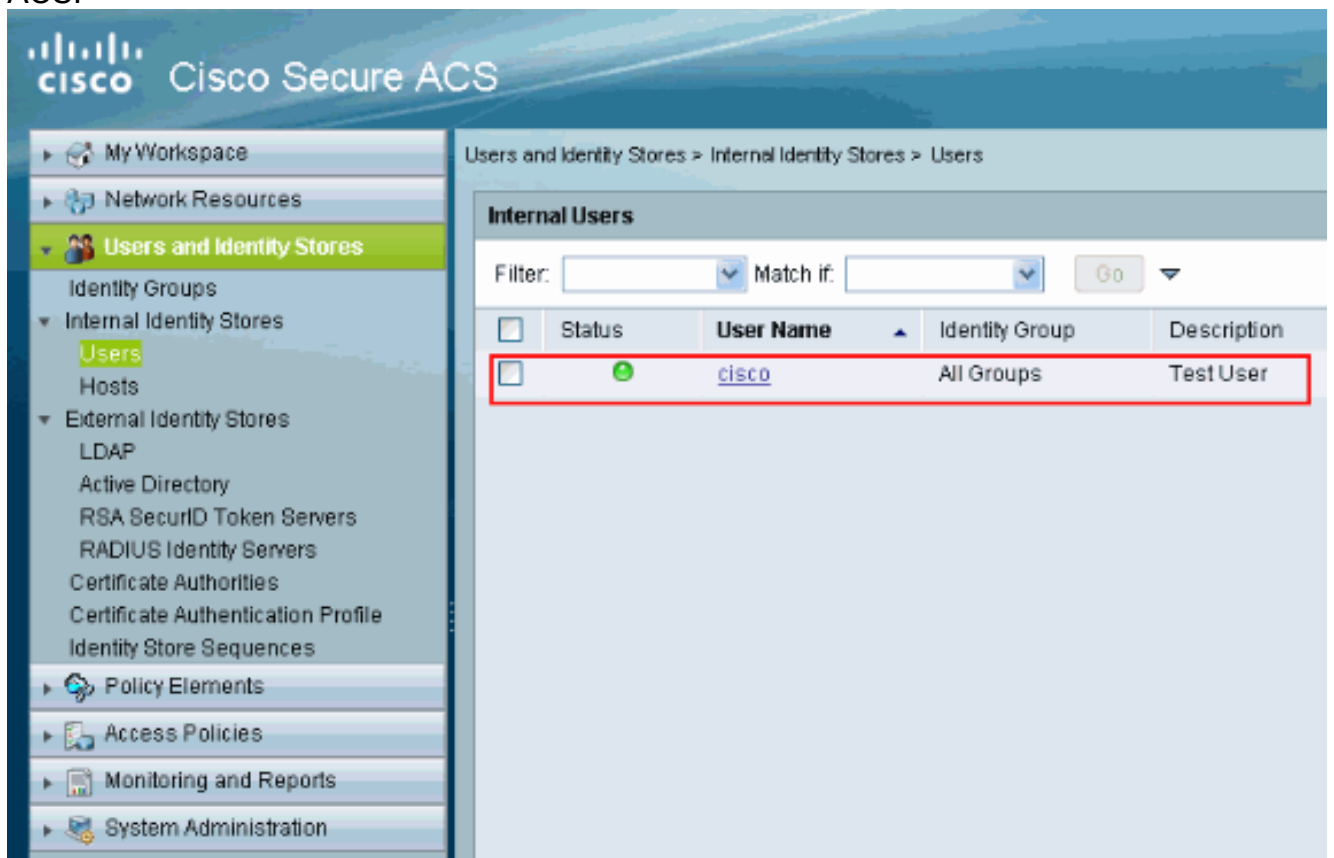 cisco Cisco Secure ACS
My Workspace
Network Resources
Users and Identity Stores
Identity Groups
Internal Identity Stores
Users
Hosts
External Identity Stores
LDAP
Active Directory
RSA SecurID Token Servers
RADIUS Identity Servers
Certificate Authorities
Certificate Authentication Profile
Identity Store Sequences
Policy Elements
Access Policies
Monitoring and Reports
System Administration
Users and Identity Stores > Internal Identity Stores > Users
Internal Users
Filter: Match if: Go
Status User Name Identity Group Description
cisco All Groups Test User